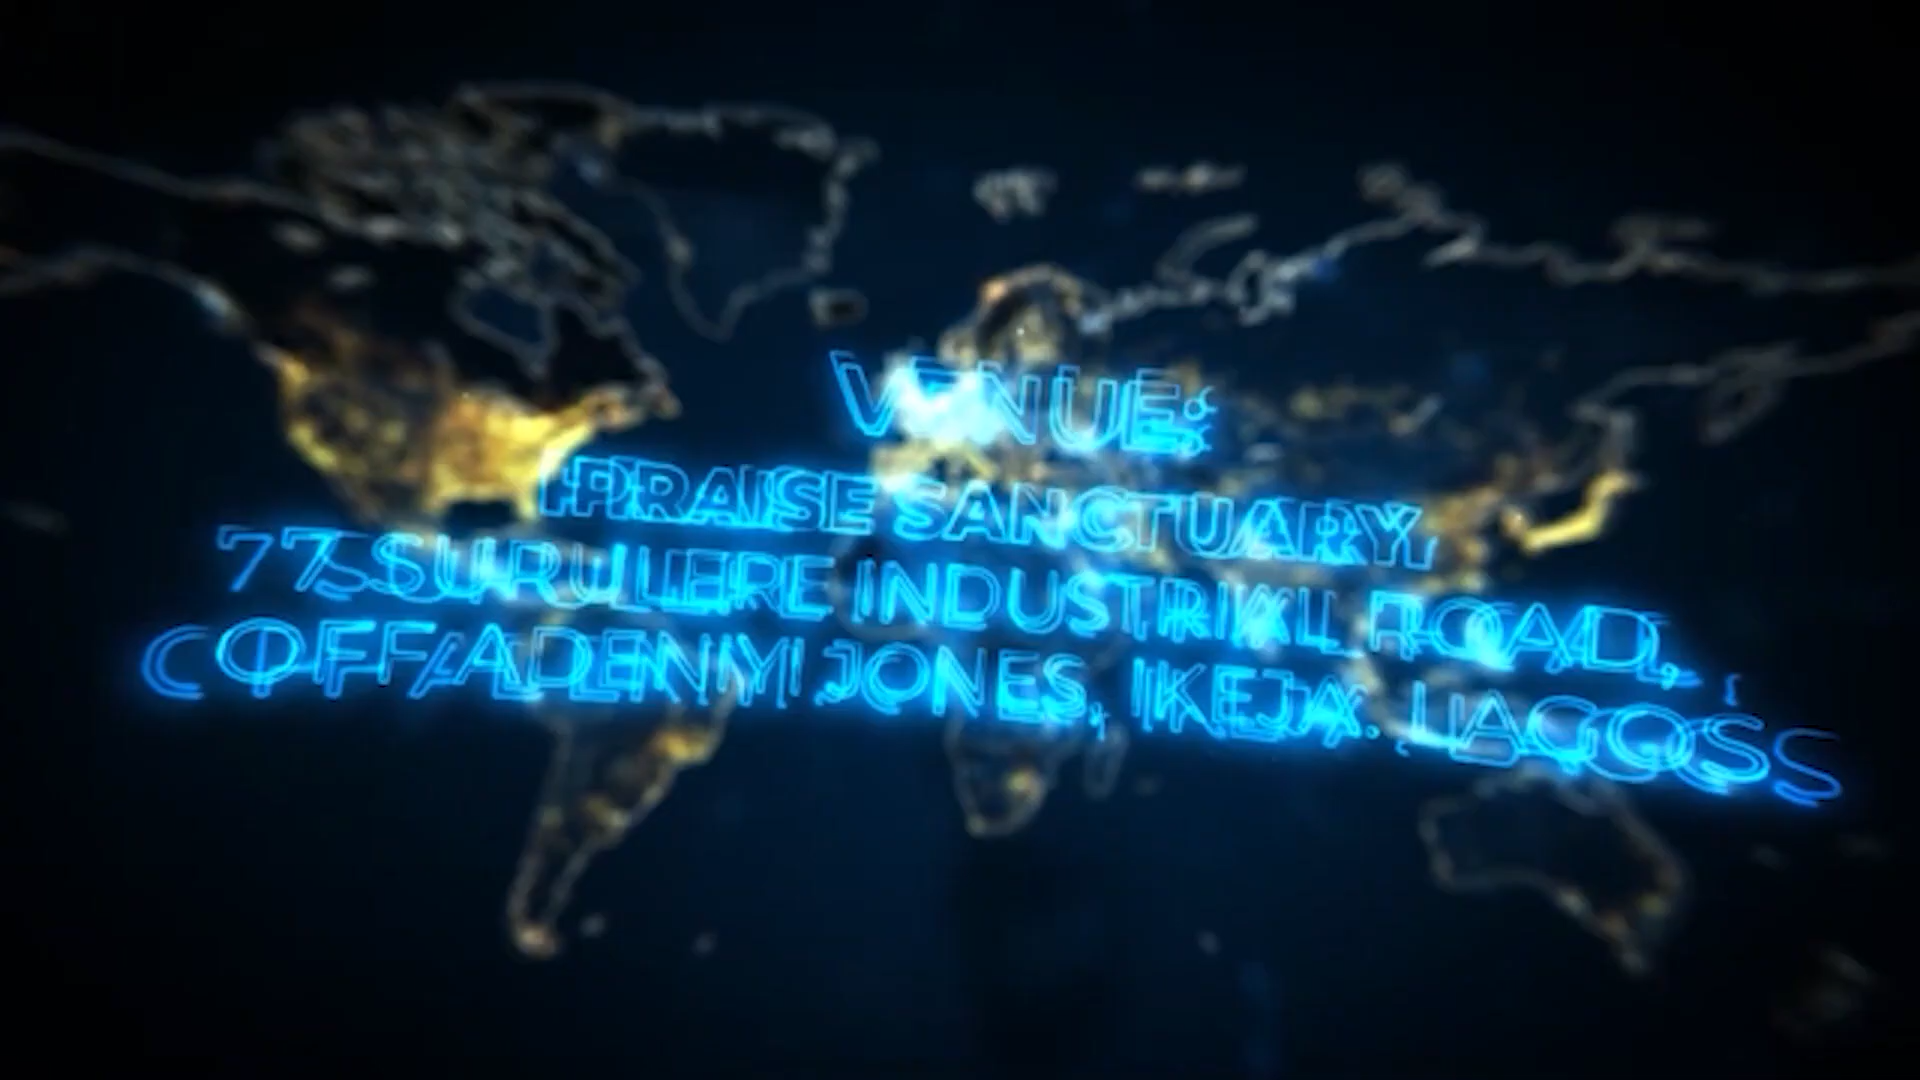 VENUE:
PRAISE SANCTUARY,
7 SURULERE INDUSTRIAL ROAD,
OFF ADENIYI JONES, IKEJA. LAGOS